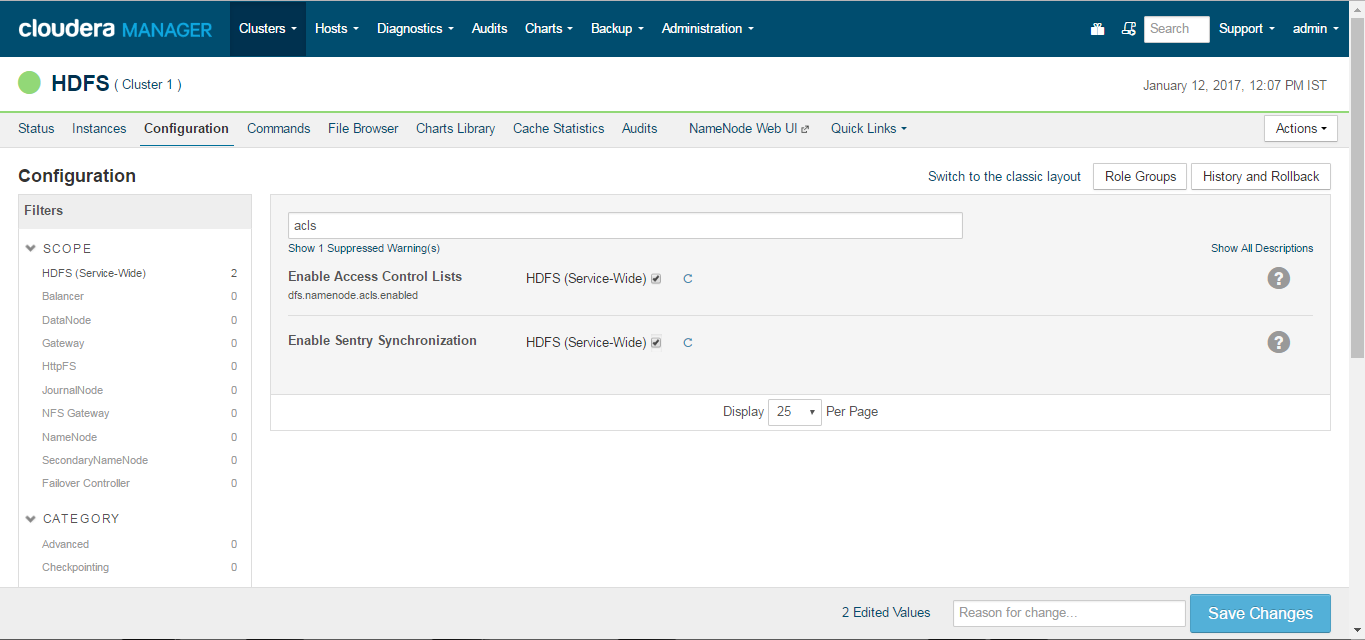 cloudera MANAGER Clusters Hosts Diagnostics Audits Charts Backup Administration Search Support admin
HDFS ( Cluster 1 ) January 12, 2017, 12:07 PM IST
Status Instances Configuration Commands File Browser Charts Library Cache Statistics Audits NameNode Web UI Quick Links Actions
Configuration Switch to the classic layout Role Groups History and Rollback
Filters
acls
Show 1 Suppressed Warning(s) Show All Descriptions
SCOPE
HDFS (Service-Wide) 2
Balancer 0
DataNode 0
Gateway 0
HttpFS 0
JournalNode 0
NFS Gateway 0
NameNode 0
SecondaryNameNode 0
Failover Controller 0
CATEGORY
Advanced 0
Checkpointing 0
Enable Access Control Lists HDFS (Service-Wide) ?
dfs.namenode.acls.enabled
Enable Sentry Synchronization HDFS (Service-Wide) ?
Display 25 Per Page
2 Edited Values Reason for change... Save Changes